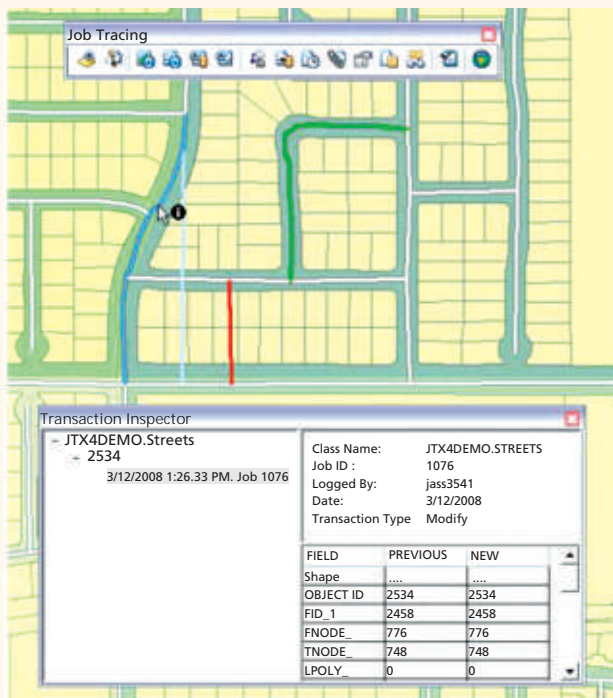 Job Tracing
Transaction Inspector
JTX4DEMO.Streets
2534
3/12/2008 1:26.33 PM. Job 1076
Class Name: JTX4DEMO.STREETS
Job ID : 1076
Logged By: jass3541
Date: 3/12/2008
Transaction Type Modify
FIELD PREVIOUS NEW
Shape .... ....
OBJECT ID 2534 2534
FID_1 2458 2458
FNODE_ 776 776
TNODE_ 748 748
LPOLY_ 0 0